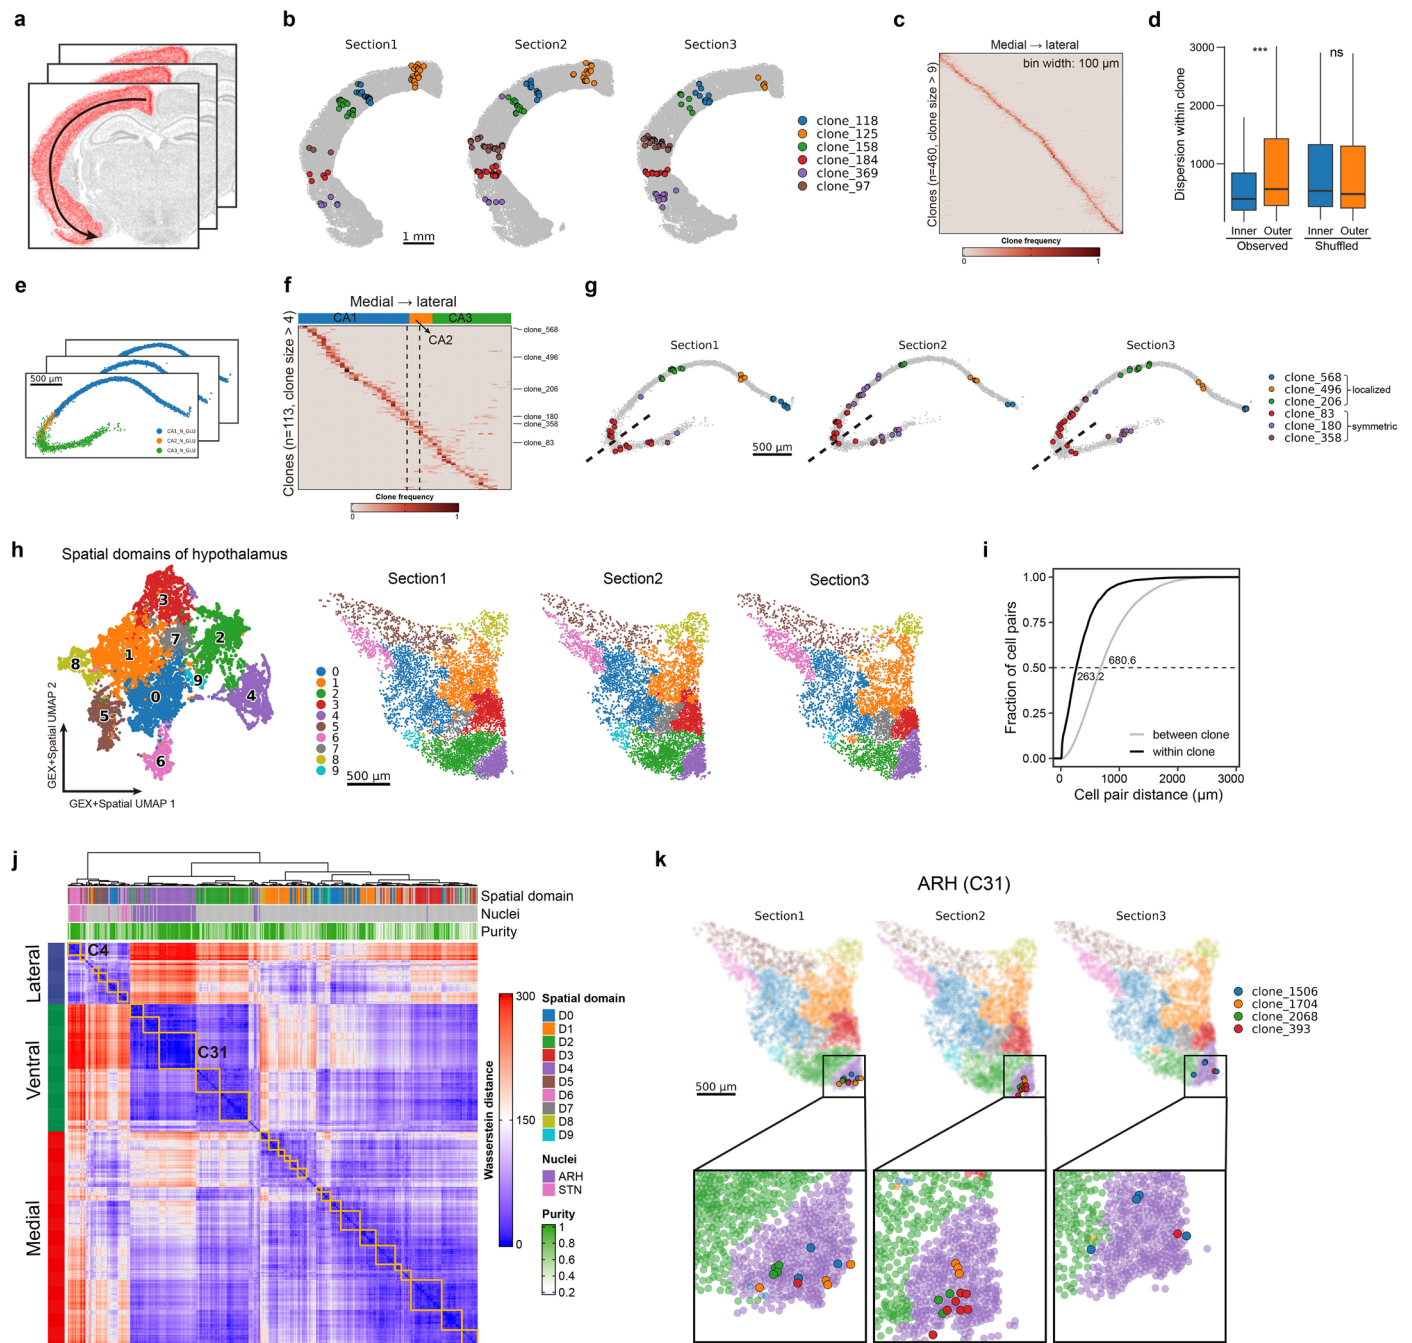 a
b
Section1
Section2
Section3
clone_118
clone_125
clone_158
clone_184
clone_369
clone_97
1 mm
c
Medial → lateral
bin width: 100 µm
Clones (n=460, clone size > 9)
Clone frequency
0
1
d
Dispersion within clone
3000
2000
1000
***
ns
Inner Outer Inner Outer
Observed Shuffled
e
500 µm
CA1_N_GLU
CA2_N_GLU
CA3_N_GLU
f
Medial → lateral
CA1
CA3
CA2
Clones (n=113, clone size > 4)
clone_568
clone_496
clone_206
clone_180
clone_358
clone_83
Clone frequency
0
1
g
Section1
Section2
Section3
500 µm
clone_568
clone_496
clone_206
clone_83
clone_180
clone_358
localized
symmetric
h
Spatial domains of hypothalamus
3
2
7
1
8
9
0
4
5
6
GEX+Spatial UMAP 2
GEX+Spatial UMAP 1
Section1
Section2
Section3
0
1
2
3
4
5
6
7
8
9
500 µm
i
Fraction of cell pairs
1.00
0.75
0.50
0.25
0.00
680.6
263.2
between clone
within clone
0
1000
2000
3000
Cell pair distance (µm)
j
Spatial domain
Nuclei
Purity
Lateral
Ventral
Medial
C4
C31
Wasserstein distance
300
150
0
Spatial domain
D0
D1
D2
D3
D4
D5
D6
D7
D8
D9
Nuclei
ARH
STN
Purity
1
0.8
0.6
0.4
0.2
k
ARH (C31)
Section1
Section2
Section3
clone_1506
clone_1704
clone_2068
clone_393
500 µm